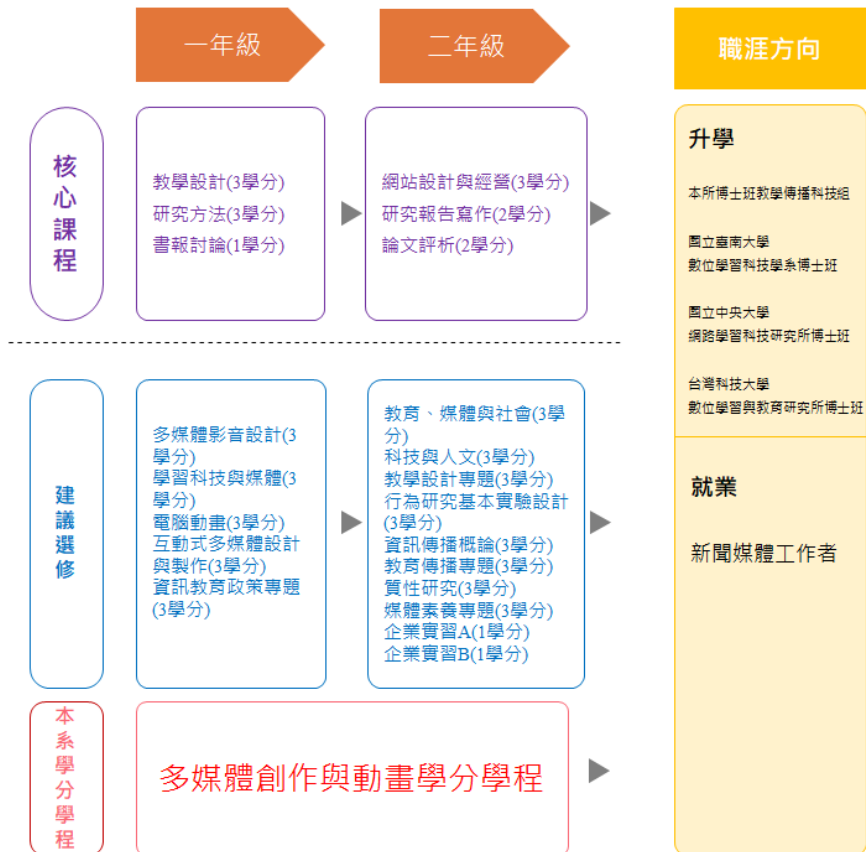 一年級
二年級
職涯方向
核心課程
教學設計(3學分)
研究方法(3學分)
書報討論(1學分)
網站設計與經營(3學分)
研究報告寫作(2學分)
論文評析(2學分)
升學
本所博士班教學傳播科技組
國立臺南大學
數位學習科技學系博士班
國立中央大學
網路學習科技研究所博士班
台灣科技大學
數位學習與教育研究所博士班
建議選修
多媒體影音設計(3
學分)
學習科技與媒體(3
學分)
電腦動畫(3學分)
互動式多媒體設計
與製作(3學分)
資訊教育政策專題
(3學分)
教育、媒體與社會(3學
分)
科技與人文(3學分)
教學設計專題(3學分)
行為研究基本實驗設計
(3學分)
資訊傳播概論(3學分)
教育傳播專題(3學分)
質性研究(3學分)
媒體素養專題(3學分)
企業實習A(1學分)
企業實習B(1學分)
就業
新聞媒體工作者
本系學分學程
多媒體創作與動畫學分學程